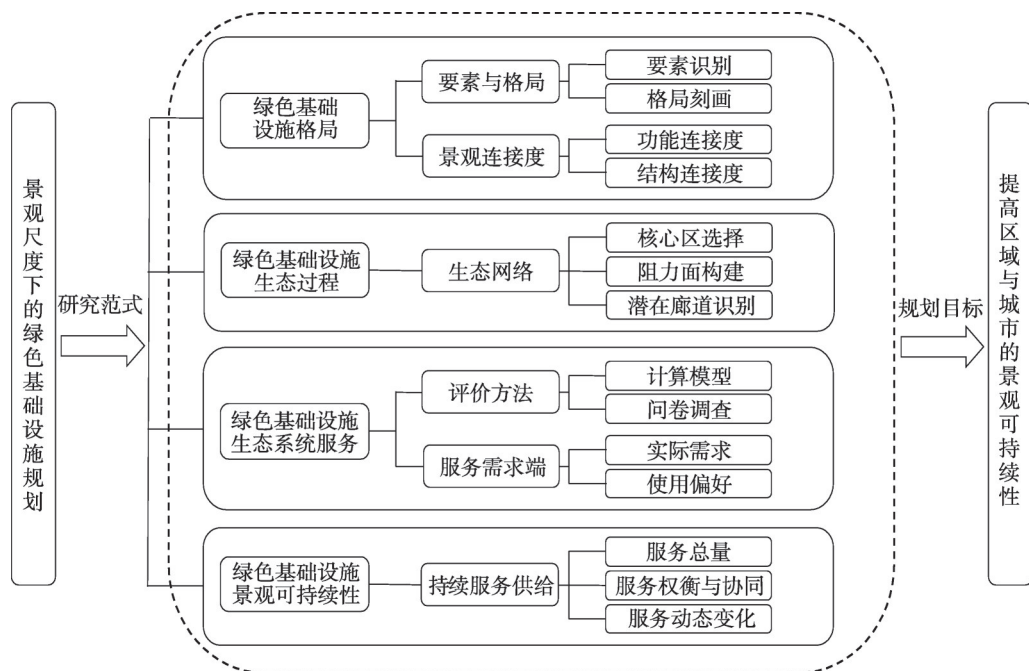 景观尺度下的绿色基础设施规划
研究范式
绿色基础
设施格局
要素与格局
要素识别
格局刻画
景观连接度
功能连接度
结构连接度
绿色基础设施
生态过程
生态网络
核心区选择
阻力面构建
潜在廊道识别
绿色基础设施
生态系统服务
评价方法
计算模型
问卷调查
服务需求端
实际需求
使用偏好
绿色基础设施
景观可持续性
持续服务供给
服务总量
服务权衡与协同
服务动态变化
规划目标
提高区域与城市的景观可持续性